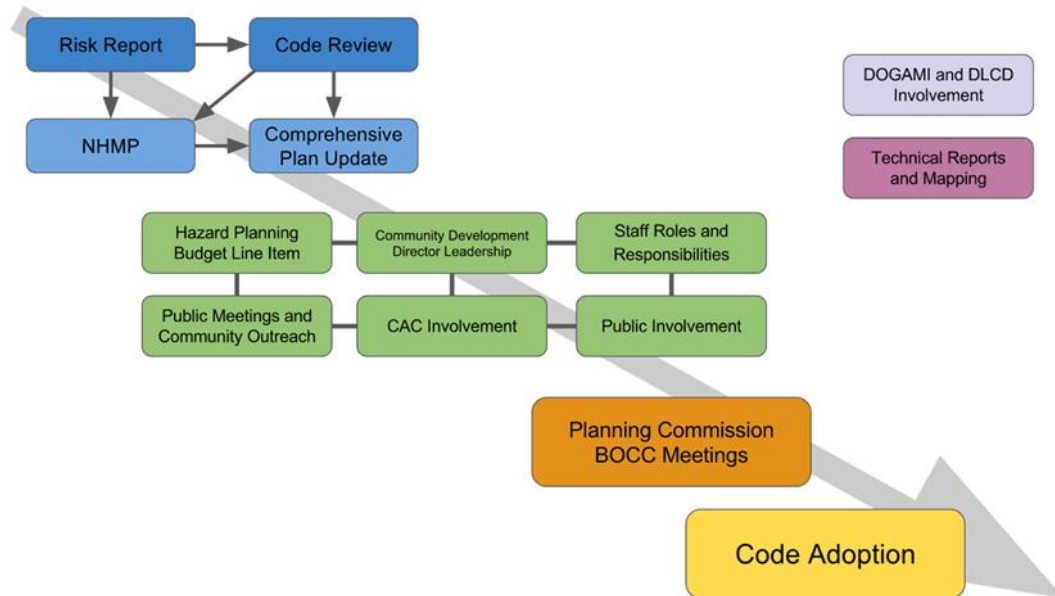 Risk Report
Code Review
DOGAMI and DLCD
Involvement
NHMP
Comprehensive
Plan Update
Technical Reports
and Mapping
Hazard Planning
Budget Line Item
Community Development
Director Leadership
Staff Roles and
Responsibilities
Public Meetings and
Community Outreach
CAC Involvement
Public Involvement
Planning Commission
BOCC Meetings
Code Adoption